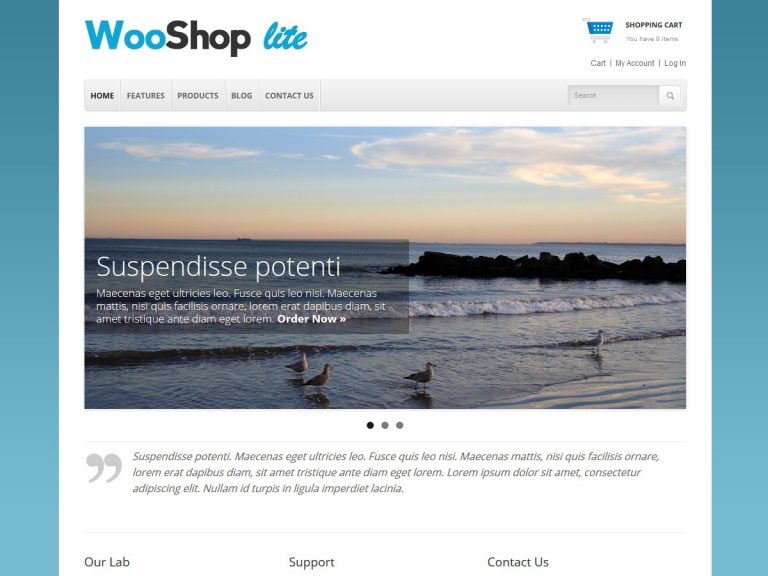 WooShop lite
SHOPPING CART
You have 0 items
Cart | My Account | Log In
HOME FEATURES PRODUCTS BLOG CONTACT US
Search
Suspendisse potenti
Maecenas eget ultricies leo. Fusce quis leo nisi. Maecenas
mattis, nisi quis facilisis ornare, lorem erat dapibus diam, sit
amet tristique ante diam eget lorem. Order Now »
Suspendisse potenti. Maecenas eget ultricies leo. Fusce quis leo nisi. Maecenas mattis, nisi quis facilisis ornare,
lorem erat dapibus diam, sit amet tristique ante diam eget lorem. Lorem ipsum dolor sit amet, consectetur
adipiscing elit. Nullam id turpis in ligula imperdiet lacinia.
Our Lab Support Contact Us